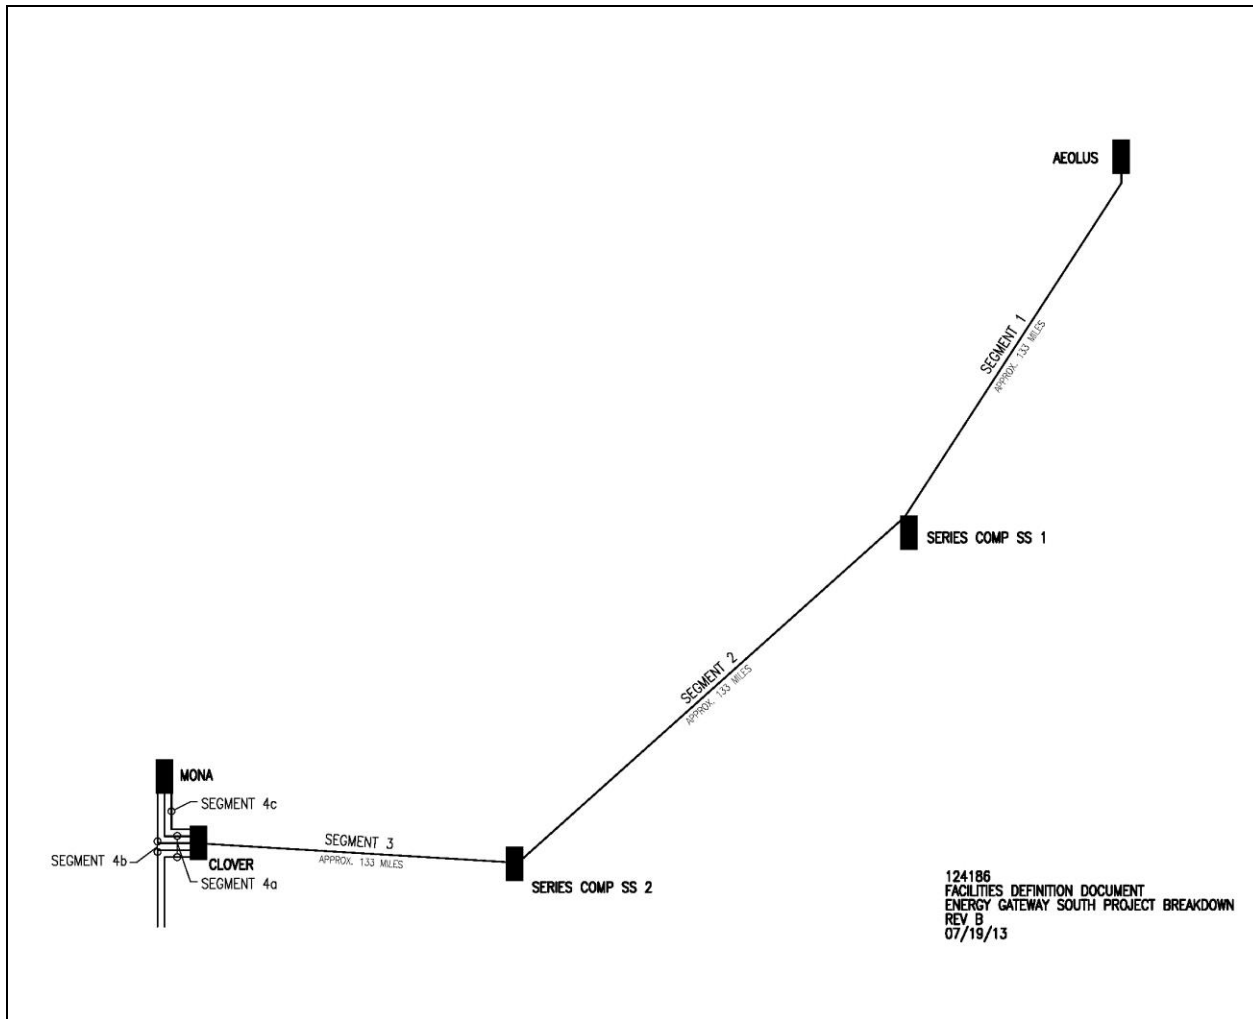 AEOLUS
SEGMENT 1
APPROX. 133 MILES
SERIES COMP SS 1
SEGMENT 2
APPROX. 133 MILES
MONA
SEGMENT 4c
SEGMENT 3
APPROX. 133 MILES
SEGMENT 4b
CLOVER
SEGMENT 4a
SERIES COMP SS 2
124186
FACILITIES DEFINITION DOCUMENT
ENERGY GATEWAY SOUTH PROJECT BREAKDOWN
REV B
07/19/13